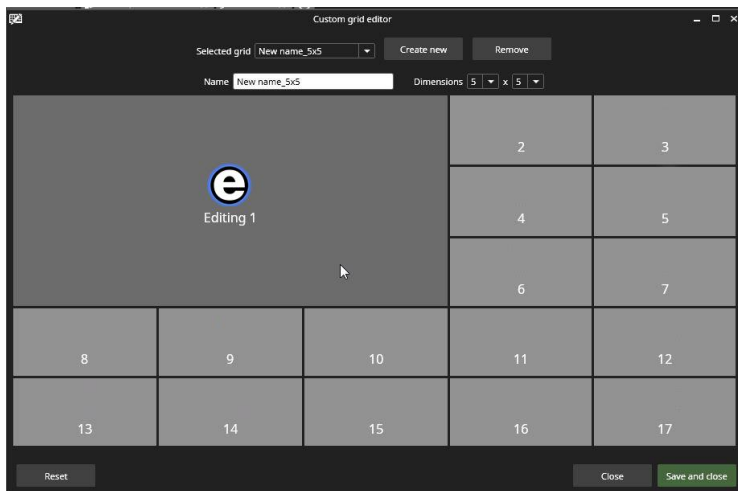 Custom grid editor
Selected grid New name_5x5 Create new Remove
Name New name_5x5 Dimensions 5 x 5
2 3
e
Editing 1
4 5
6 7
8 9 10 11 12
13 14 15 16 17
Reset Close Save and close